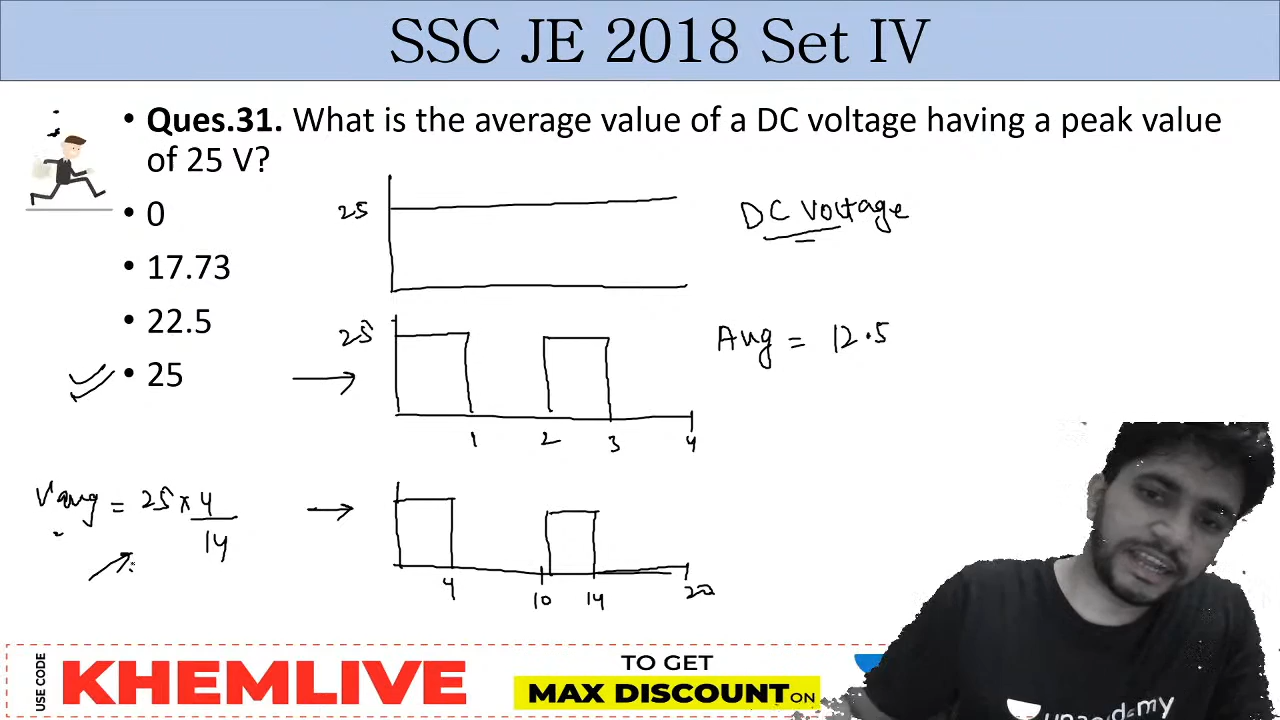 SSC JE 2018 Set IV
• Ques.31. What is the average value of a DC voltage having a peak value
of 25 V?
• 0
• 17.73
• 22.5
• 25
25
DC Voltage
25
Avg = 12.5
1 2 3 4
Vavg = 25 × 4
14
4 10 14 20
USE CODE
KHEMLIVE
TO GET
MAX DISCOUNT ON